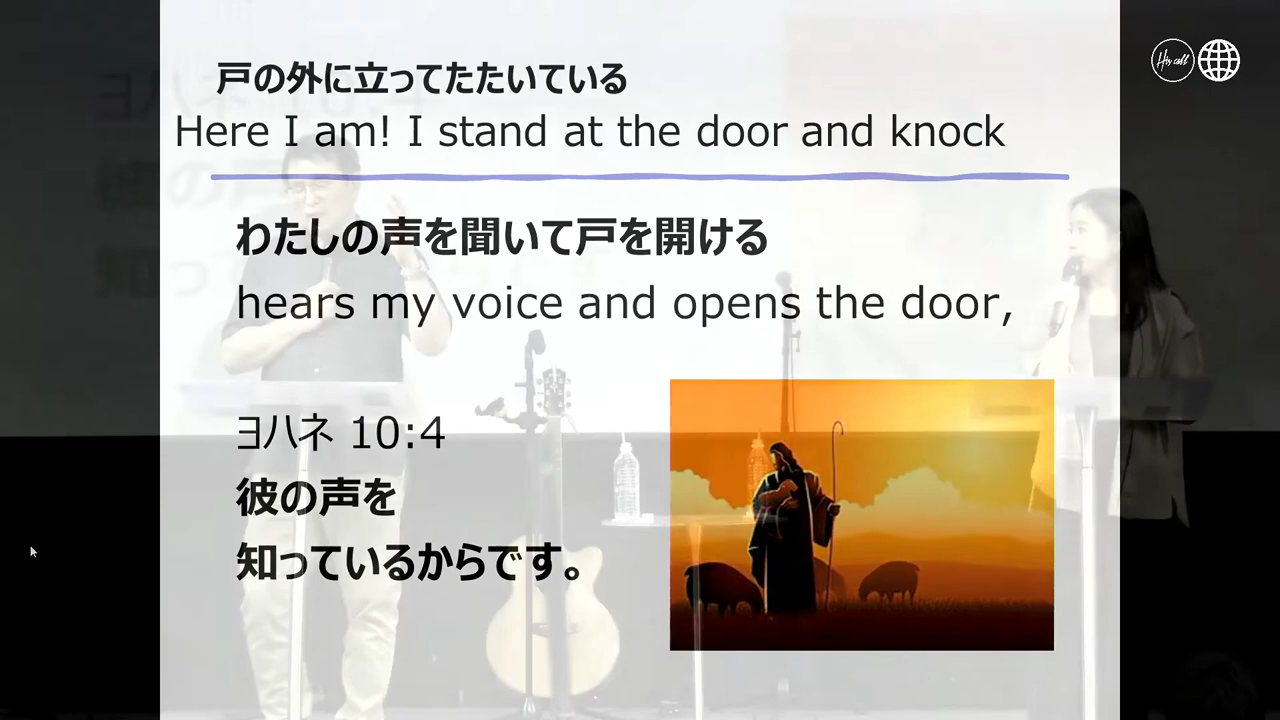 戸の外に立ってたたいている
Here I am! I stand at the door and knock
わたしの声を聞いて戸を開ける
hears my voice and opens the door,
ヨハネ 10:4
彼の声を
知っているからです。
His call